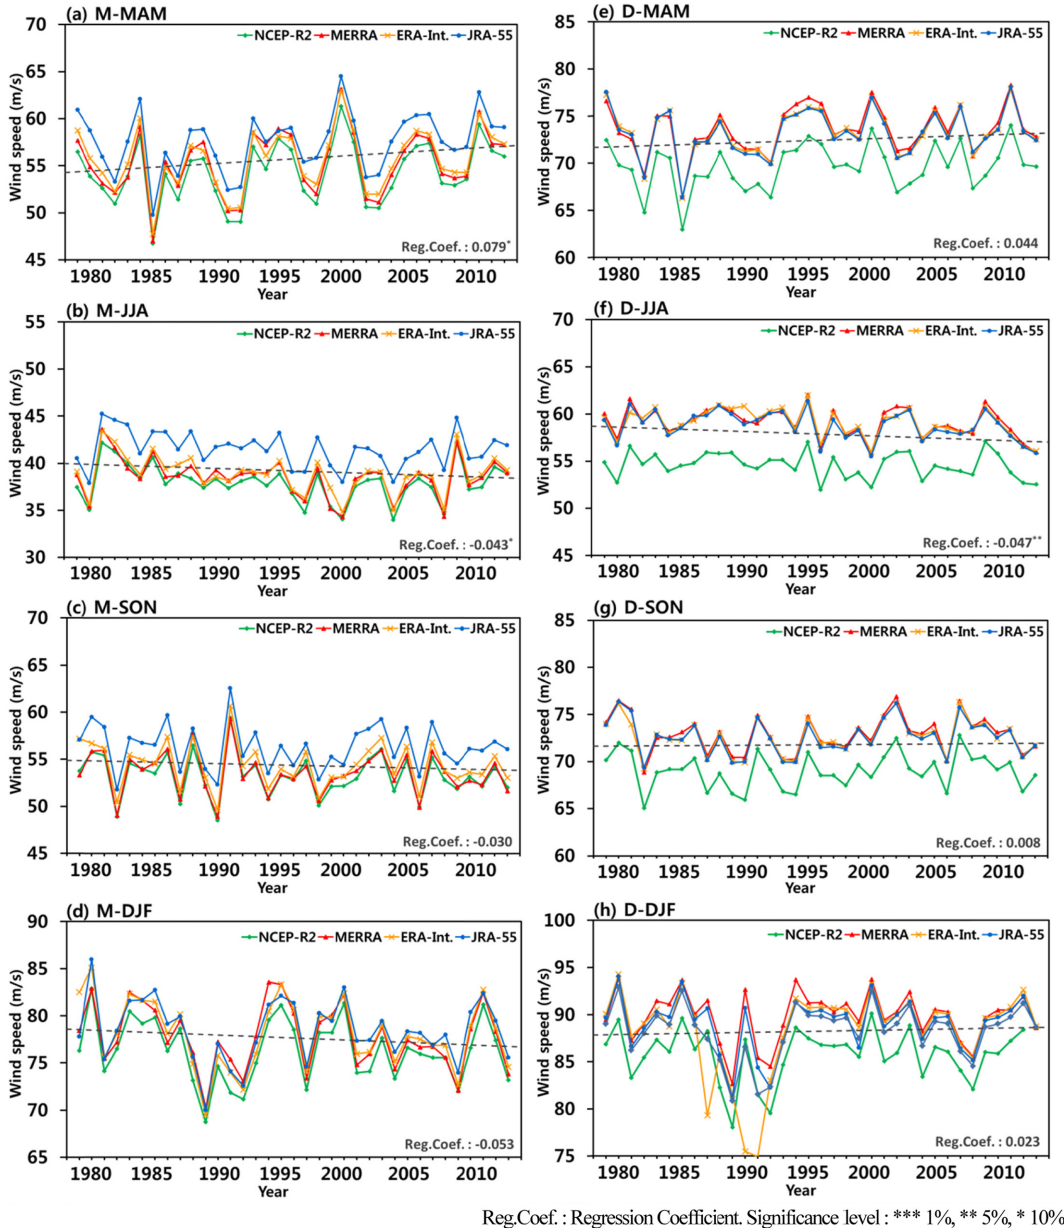 (a) M-MAM
NCEP-R2 MERRA ERA-Int. JRA-55
Wind speed (m/s)
70
65
60
55
50
45
Reg.Coef. : 0.079*
1980 1985 1990 1995 2000 2005 2010
Year
(e) D-MAM
NCEP-R2 MERRA ERA-Int. JRA-55
Wind speed (m/s)
85
80
75
70
65
60
Reg.Coef. : 0.044
1980 1985 1990 1995 2000 2005 2010
Year
(b) M-JJA
NCEP-R2 MERRA ERA-Int. JRA-55
Wind speed (m/s)
55
50
45
40
35
30
Reg.Coef. : -0.043*
1980 1985 1990 1995 2000 2005 2010
Year
(f) D-JJA
NCEP-R2 MERRA ERA-Int. JRA-55
Wind speed (m/s)
70
65
60
55
50
45
Reg.Coef. : -0.047**
1980 1985 1990 1995 2000 2005 2010
Year
(c) M-SON
NCEP-R2 MERRA ERA-Int. JRA-55
Wind speed (m/s)
70
65
60
55
50
45
Reg.Coef. : -0.030
1980 1985 1990 1995 2000 2005 2010
Year
(g) D-SON
NCEP-R2 MERRA ERA-Int. JRA-55
Wind speed (m/s)
85
80
75
70
65
60
Reg.Coef. : 0.008
1980 1985 1990 1995 2000 2005 2010
Year
(d) M-DJF
NCEP-R2 MERRA ERA-Int. JRA-55
Wind speed (m/s)
90
85
80
75
70
65
Reg.Coef. : -0.053
1980 1985 1990 1995 2000 2005 2010
Year
(h) D-DJF
NCEP-R2 MERRA ERA-Int. JRA-55
Wind speed (m/s)
100
95
90
85
80
75
Reg.Coef. : 0.023
1980 1985 1990 1995 2000 2005 2010
Year
Reg.Coef. : Regression Coefficient. Significance level : *** 1%, ** 5%, * 10%